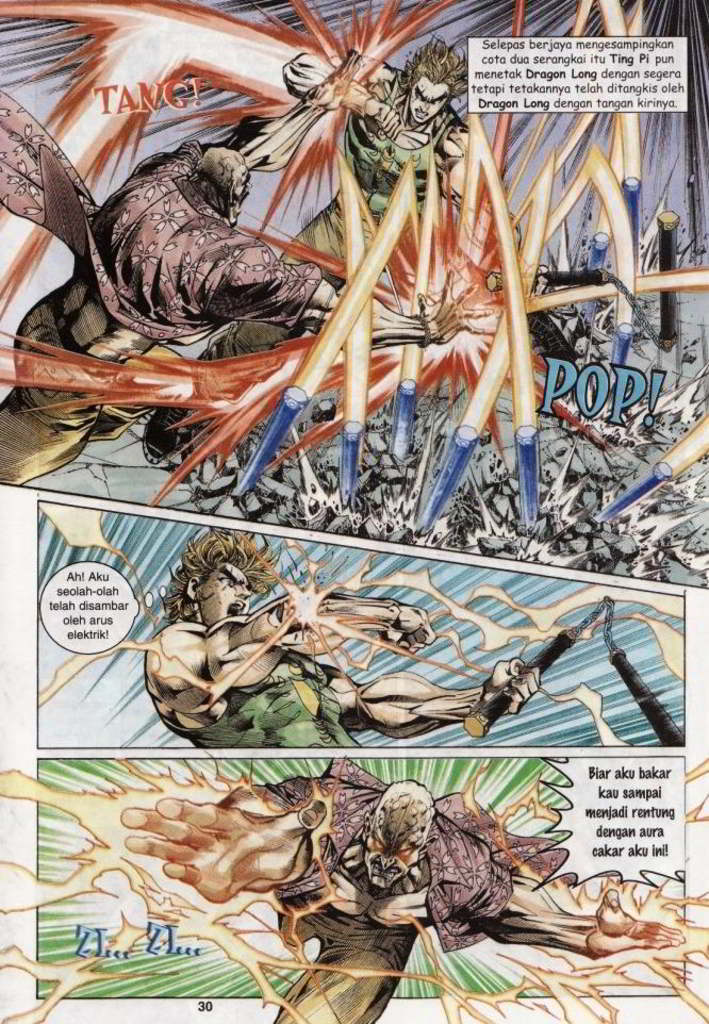 Selepas berjaya mengesampingkan
cota dua serangkai itu Ting Pi pun
menetak Dragon Long dengan segera
tetapi tetakannya telah ditangkis oleh
Dragon Long dengan tangan kirinya.
TANG!
POP!
Ah! Aku
seolah-olah
telah disambar
oleh arus
elektrik!
Biar aku bakar
kau sampai
menjadi rentung
dengan aura
cakar aku ini!
ZI... ZI...
30